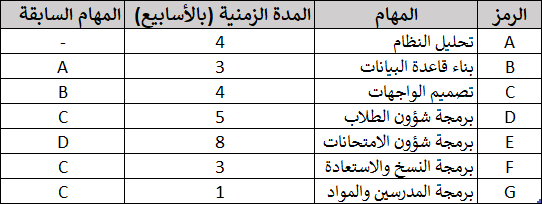 الرمز المهام المدة الزمنية (بالأسابيع) المهام السابقة
A تحليل النظام 4 -
B بناء قاعدة البيانات 3 A
C تصميم الواجهات 4 B
D برمجة شؤون الطلاب 5 C
E برمجة شؤون الامتحانات 8 D
F برمجة النسخ والاستعادة 3 C
G برمجة المدرسين والمواد 1 C